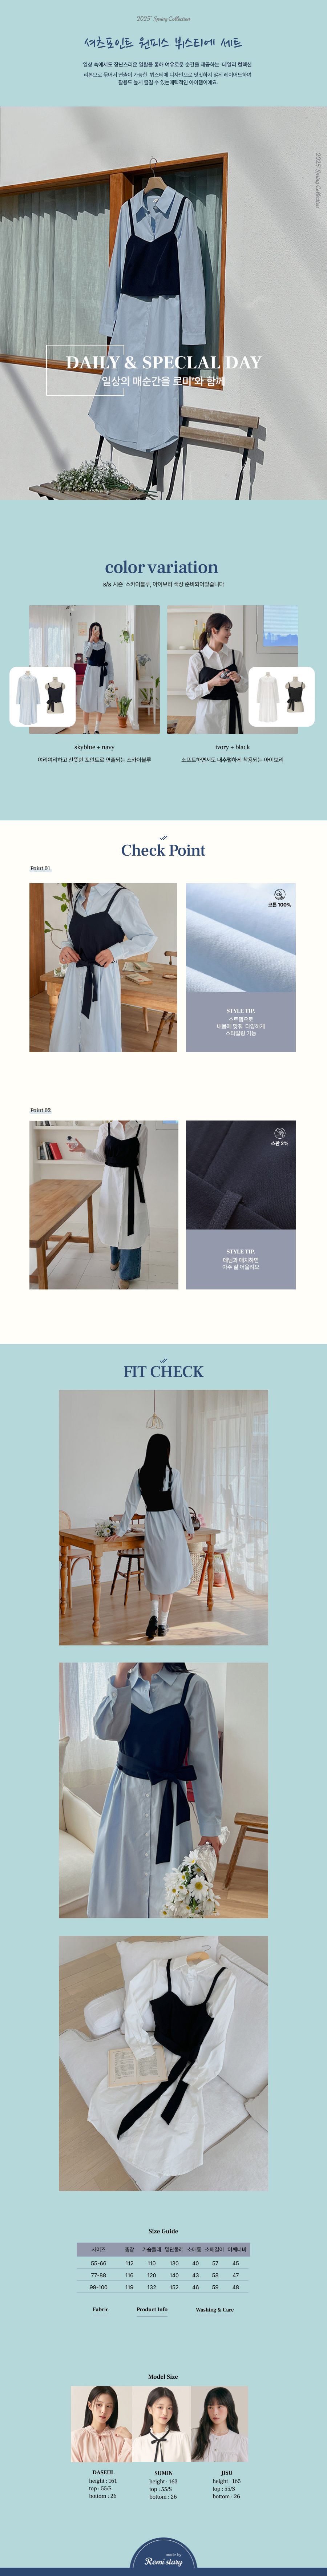 2025' Spring Collection
셔츠포인트 원피스 뷔스티에 세트
일상 속에서도 장난스러운 일탈을 통해 여유로운 순간을 제공하는 데일리 컬렉션
리본으로 묶어서 연출이 가능한 뷔스티에 디자인으로 밋밋하지 않게 레이어드하여
활용도 높게 즐길 수 있는매력적인 아이템이에요.
2025' Spring Collection
DAILY & SPECLAL DAY
일상의 매순간을 로미'와 함께
color variation
s/s 시즌 스카이블루, 아이보리 색상 준비되어있습니다
skyblue + navy
여리여리하고 산뜻한 포인트로 연출되는 스카이블루
ivory + black
소프트하면서도 내추럴하게 착용되는 아이보리
Check Point
Point 01
코튼 100%
STYLE TIP.
스트랩으로
내몸에 맞춰 다양하게
스타일링 가능
Point 02
스판 2%
STYLE TIP.
데님과 매치하면
아주 잘 어울려요
FIT CHECK
Size Guide
사이즈 총장 가슴둘레 밑단둘레 소매통 소매길이 어깨너비
55-66 112 110 130 40 57 45
77-88 116 120 140 43 58 47
99-100 119 132 152 46 59 48
Fabric Product Info Washing & Care
Model Size
DASEUL
height : 161
top : 55/S
bottom : 26
SUMIN
height : 163
top : 55/S
bottom : 26
JISU
height : 165
top : 55/S
bottom : 26
made by
Romi story